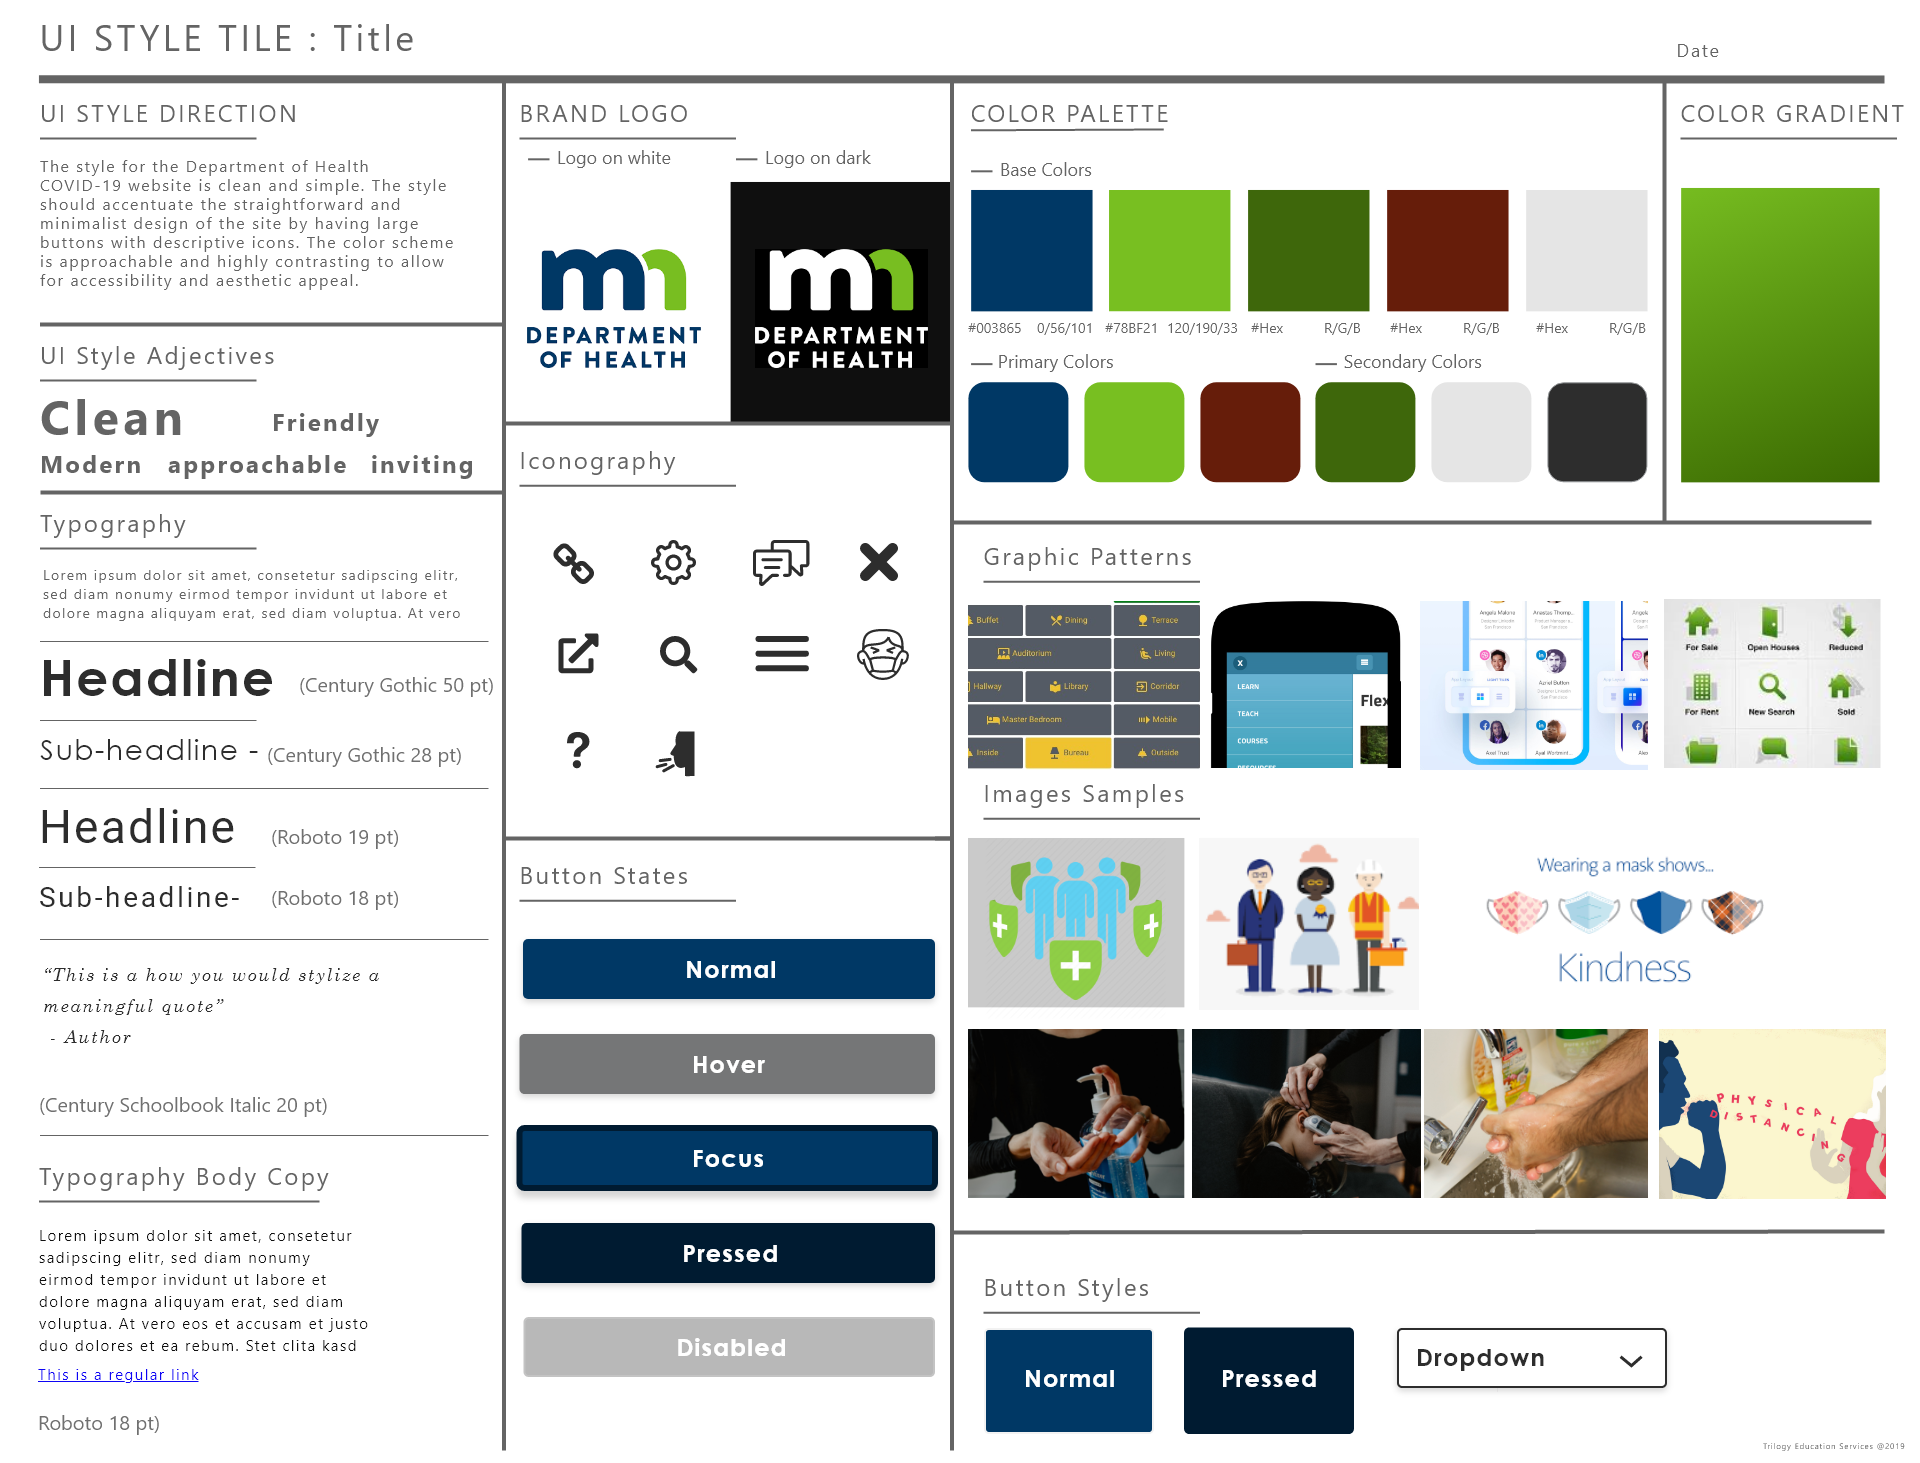 UI STYLE TILE : Title
Date
UI STYLE DIRECTION
The style for the Department of Health
COVID-19 website is clean and simple. The style
should accentuate the straightforward and
minimalist design of the site by having large
buttons with descriptive icons. The color scheme
is approachable and highly contrasting to allow
for accessibility and aesthetic appeal.
UI Style Adjectives
Clean Friendly
Modern approachable inviting
Typography
Lorem ipsum dolor sit amet, consetetur sadipscing elitr,
sed diam nonumy eirmod tempor invidunt ut labore et
dolore magna aliquyam erat, sed diam voluptua. At vero
Headline (Century Gothic 50 pt)
Sub-headline - (Century Gothic 28 pt)
Headline (Roboto 19 pt)
Sub-headline- (Roboto 18 pt)
“This is a how you would stylize a
meaningful quote”
- Author
(Century Schoolbook Italic 20 pt)
Typography Body Copy
Lorem ipsum dolor sit amet, consetetur
sadipscing elitr, sed diam nonumy
eirmod tempor invidunt ut labore et
dolore magna aliquyam erat, sed diam
voluptua. At vero eos et accusam et justo
duo dolores et ea rebum. Stet clita kasd
This is a regular link
Roboto 18 pt)
BRAND LOGO
— Logo on white — Logo on dark
mn
DEPARTMENT
OF HEALTH
mn
DEPARTMENT
OF HEALTH
Iconography
?
Button States
Normal
Hover
Focus
Pressed
Disabled
COLOR PALETTE
— Base Colors
#003865 0/56/101 #78BF21 120/190/33 #Hex R/G/B #Hex R/G/B #Hex R/G/B
— Primary Colors — Secondary Colors
COLOR GRADIENT
Graphic Patterns
Buffet Dining Terrace
Auditorium Living
Hallway Library Corridor
Master Bedroom Mobile
Inside Bureau Outside
X
LEARN
TEACH
COURSES
RESOURCES
Flex
Angela Malone
San Francisco
San Francisco
Aznel Button
San Francisco
Axel Trust
For Sale Open Houses Reduced
For Rent New Search Sold
Images Samples
Wearing a mask shows...
Kindness
PHYSICAL
DISTANCING
Button Styles
Normal
Pressed
Dropdown
Trilogy Education Services @2019